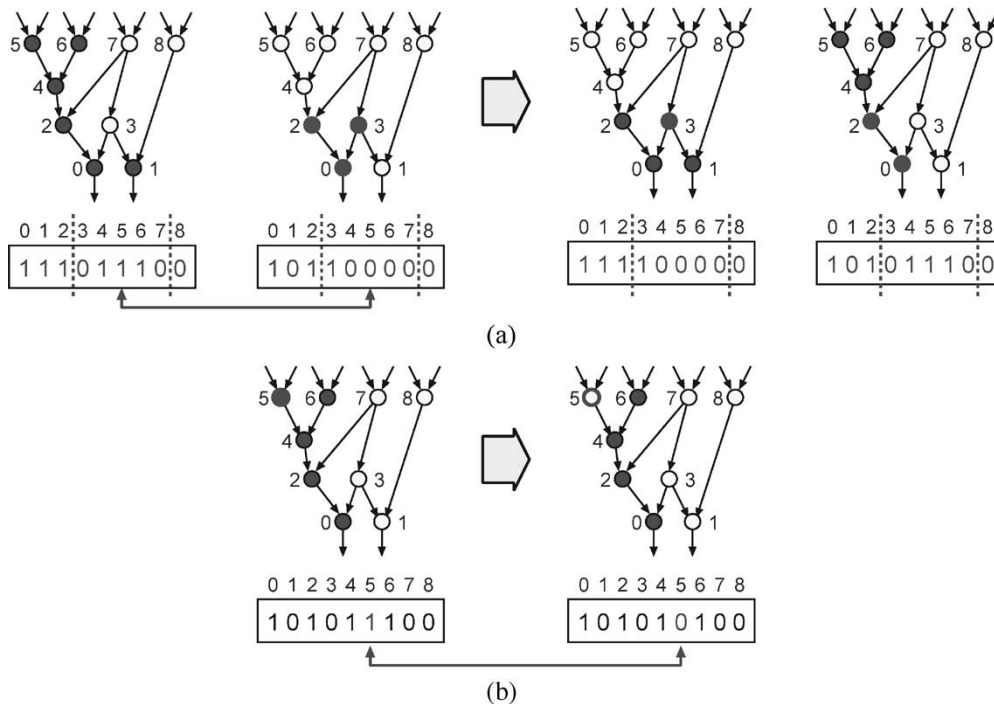 5 6 7 8 5 6 7 8 5 6 7 8 5 6 7 8
4 4 4 4
2 3 2 3 2 3 2 3
0 1 0 1 0 1 0 1
0 1 2 3 4 5 6 7 8 0 1 2 3 4 5 6 7 8 0 1 2 3 4 5 6 7 8 0 1 2 3 4 5 6 7 8
1 1 1 0 1 1 1 0 0 1 0 1 1 0 0 0 0 0 1 1 1 1 0 0 0 0 0 1 0 1 0 1 1 1 0 0
(a)
5 6 7 8 5 6 7 8
4 4
2 3 2 3
0 1 0 1
0 1 2 3 4 5 6 7 8 0 1 2 3 4 5 6 7 8
1 0 1 0 1 1 1 0 0 1 0 1 0 1 0 1 0 0
(b)